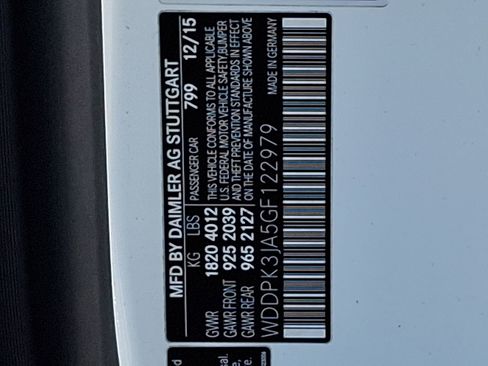 MFD BY DAIMLER AG STUTTGART
KG LBS PASSENGER CAR 799 12/15
GVWR 1820 4012 THIS VEHICLE CONFORMS TO ALL APPLICABLE
U.S. FEDERAL MOTOR VEHICLE SAFETY, BUMPER
GAWR FRONT 925 2039 AND THEFT PREVENTION STANDARDS IN EFFECT
GAWR REAR 965 2127 ON THE DATE OF MANUFACTURE SHOWN ABOVE
WDDPK3JA5GF122979 MADE IN GERMANY